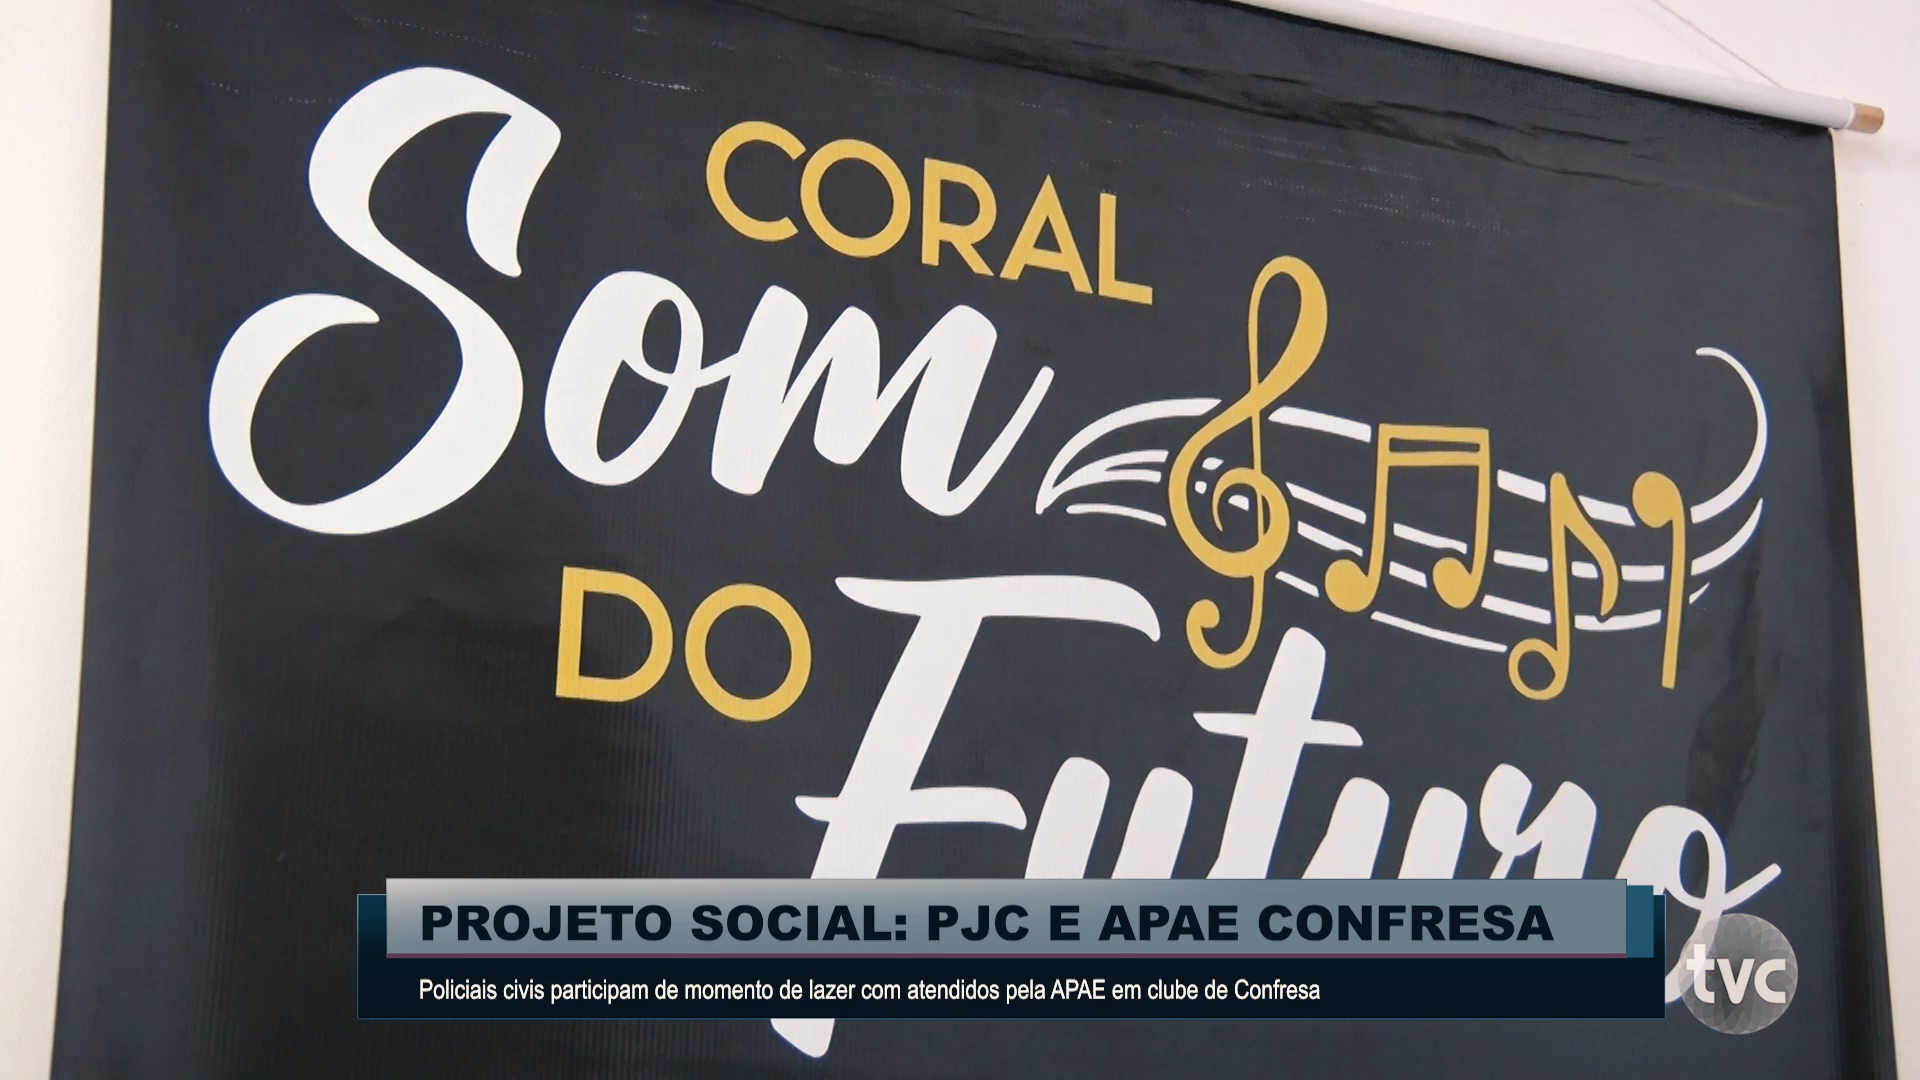 CORAL
Som
DO
Futuro
PROJETO SOCIAL: PJC E APAE CONFRESA
Policiais civis participam de momento de lazer com atendidos pela APAE em clube de Confresa
tvc